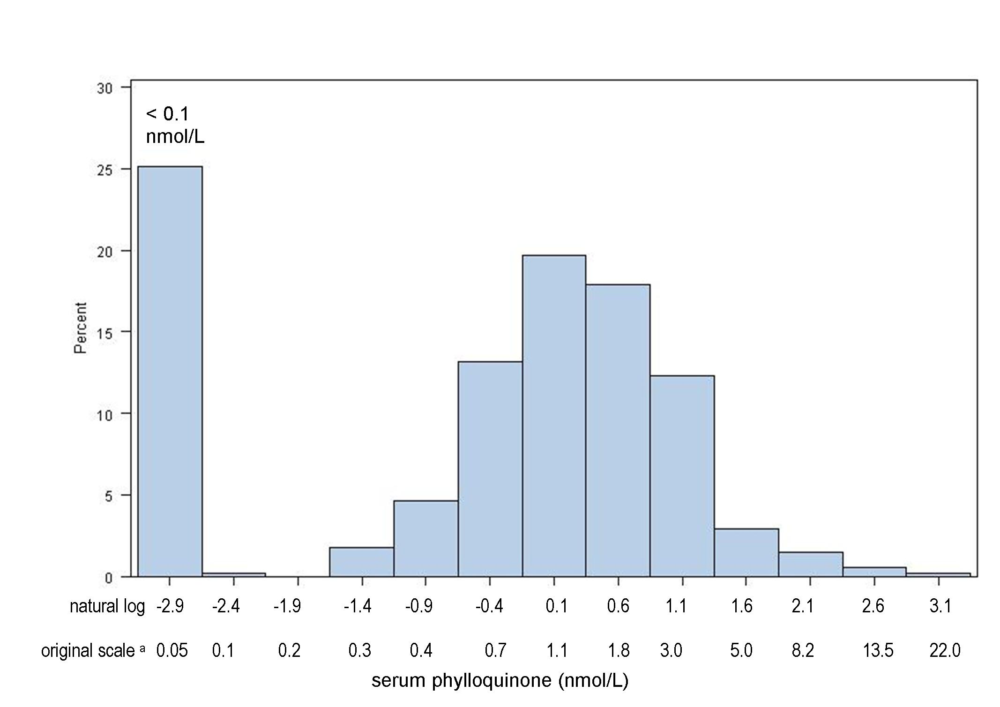 30
< 0.1
nmol/L
25
20
Percent
15
10
5
0
natural log -2.9 -2.4 -1.9 -1.4 -0.9 -0.4 0.1 0.6 1.1 1.6 2.1 2.6 3.1
original scale a 0.05 0.1 0.2 0.3 0.4 0.7 1.1 1.8 3.0 5.0 8.2 13.5 22.0
serum phylloquinone (nmol/L)